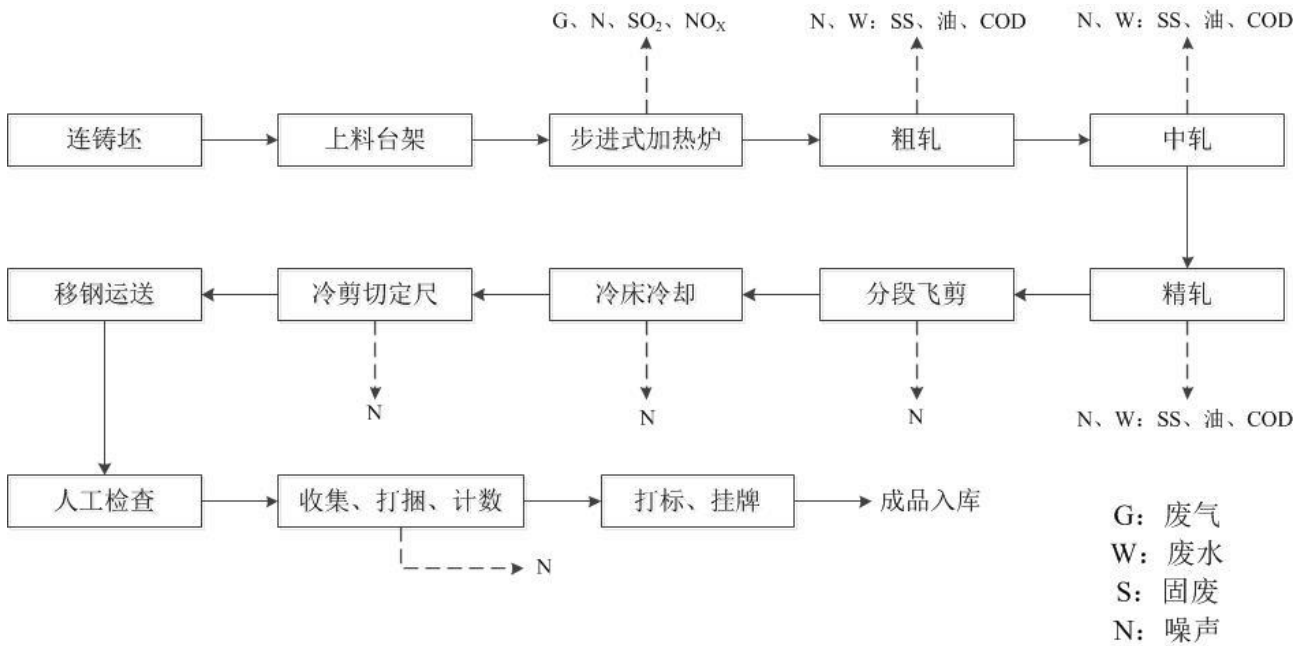 G、N、SO₂、NOX
N、W：SS、油、COD
N、W：SS、油、COD
连铸坯
上料台架
步进式加热炉
粗轧
中轧
移钢运送
冷剪切定尺
冷床冷却
分段飞剪
精轧
N
N
N
N、W：SS、油、COD
人工检查
收集、打捆、计数
打标、挂牌
成品入库
N
G：废气
W：废水
S：固废
N：噪声